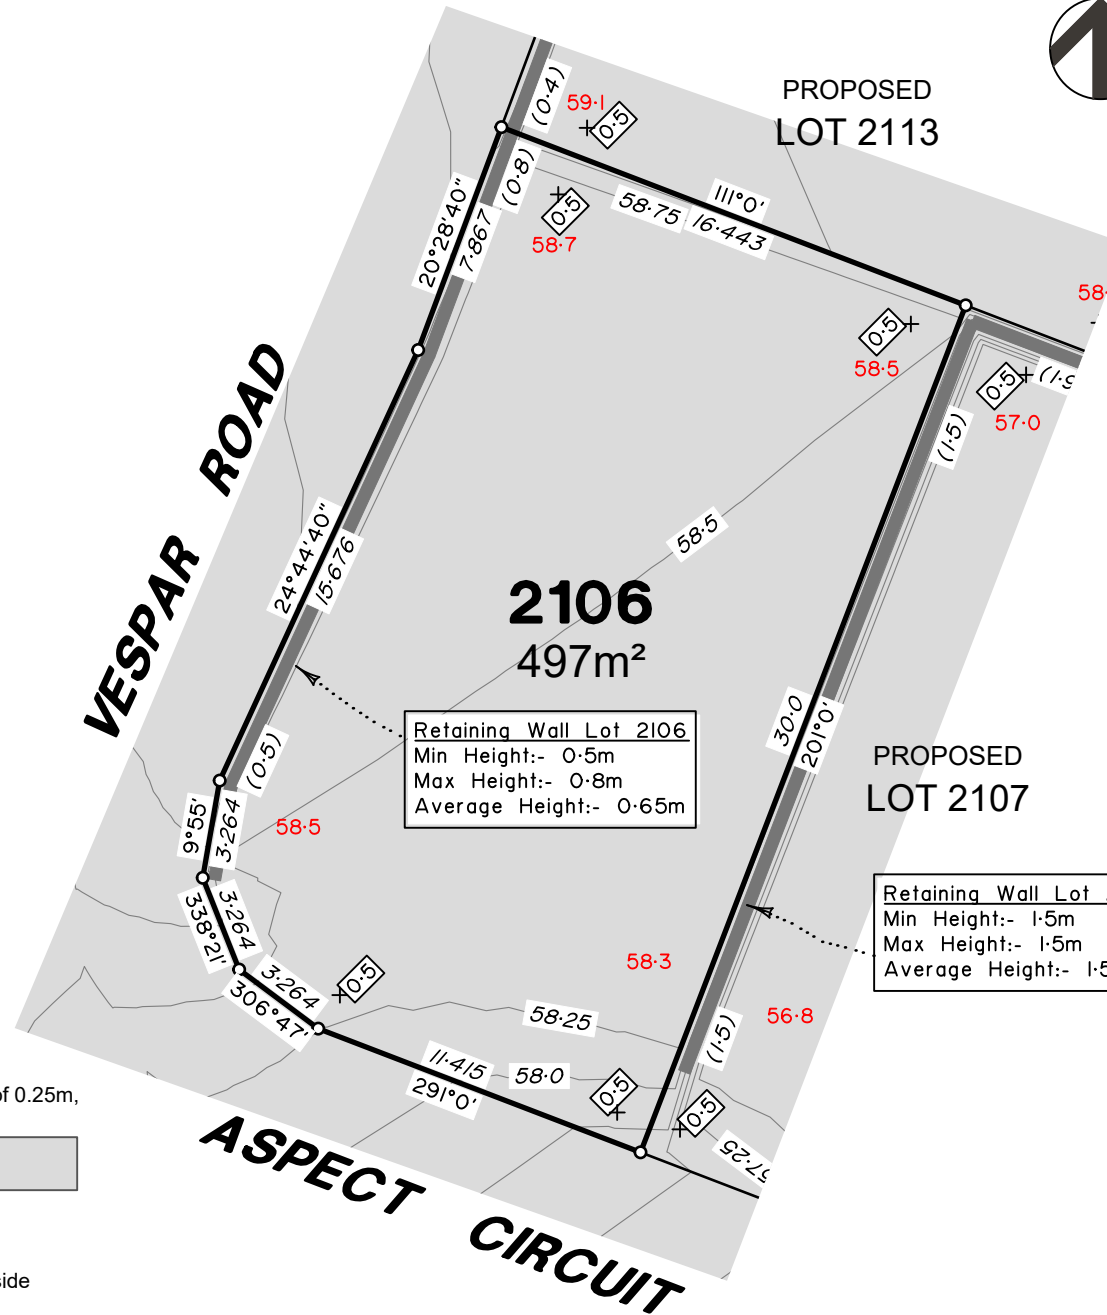 PROPOSED
LOT 2113
(0·4)
59·1
0·5
(0·8)
20°28'40"
7·867
0·5
58·7
58·75
111°0'
16·443
0·5
58·5
0·5
(1·5)
57·0
VESPAR ROAD
24°44'40"
15·676
58·5
2106
497m²
Retaining Wall Lot 2106
Min Height:- 0·5m
Max Height:- 0·8m
Average Height:- 0·65m
30·0
201°0'
PROPOSED
LOT 2107
(0·5)
9°55'
3·264
58·5
338°21'
3·264
3·264
306°47'
0·5
58·3
Retaining Wall Lot
Min Height:- 1·5m
Max Height:- 1·5m
Average Height:-
56·8
(1·5)
58·25
11·415
291°0'
58·0
0·5
0·5
57·25
of 0.25m,
ASPECT CIRCUIT